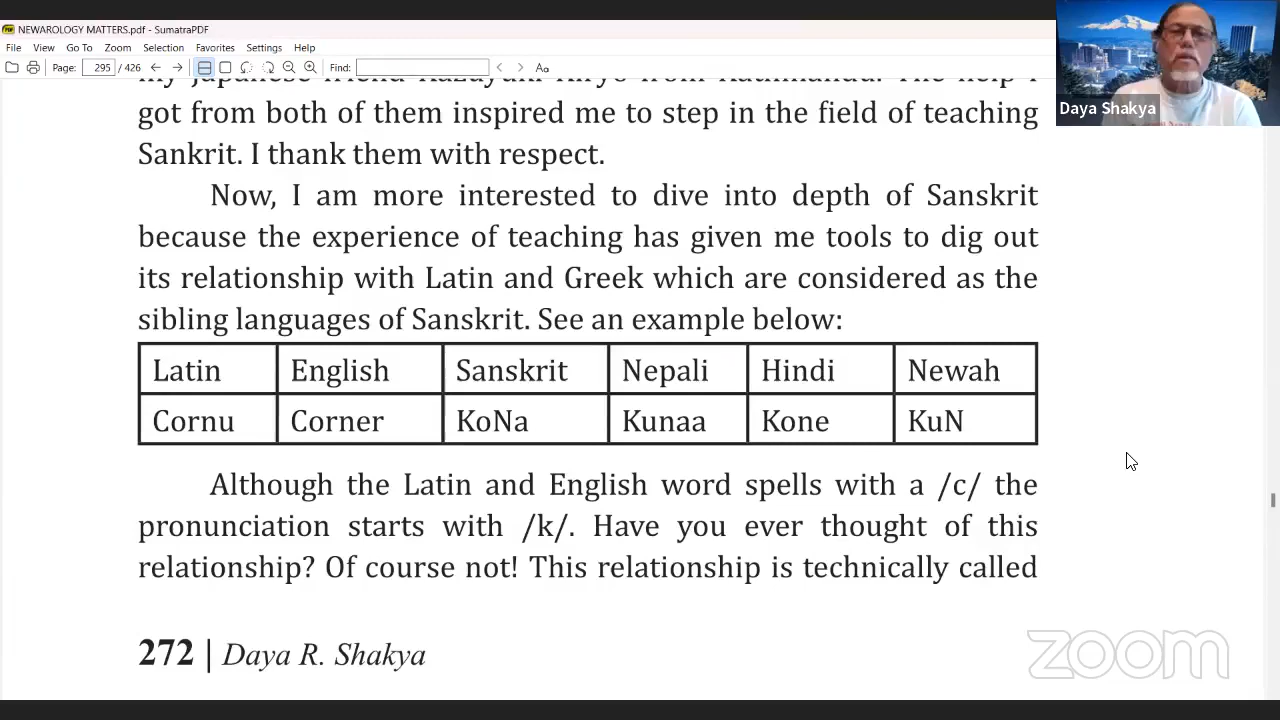 NEWAROLOGY MATTERS.pdf - SumatraPDF
File View Go To Zoom Selection Favorites Settings Help
Page: 295 / 426 Find: Aa
got from both of them inspired me to step in the field of teaching
Sankrit. I thank them with respect.
Now, I am more interested to dive into depth of Sanskrit
because the experience of teaching has given me tools to dig out
its relationship with Latin and Greek which are considered as the
sibling languages of Sanskrit. See an example below:
Latin English Sanskrit Nepali Hindi Newah
Cornu Corner KoNa Kunaa Kone KuN
Although the Latin and English word spells with a /c/ the
pronunciation starts with /k/. Have you ever thought of this
relationship? Of course not! This relationship is technically called
272 | Daya R. Shakya
Daya Shakya
zoom